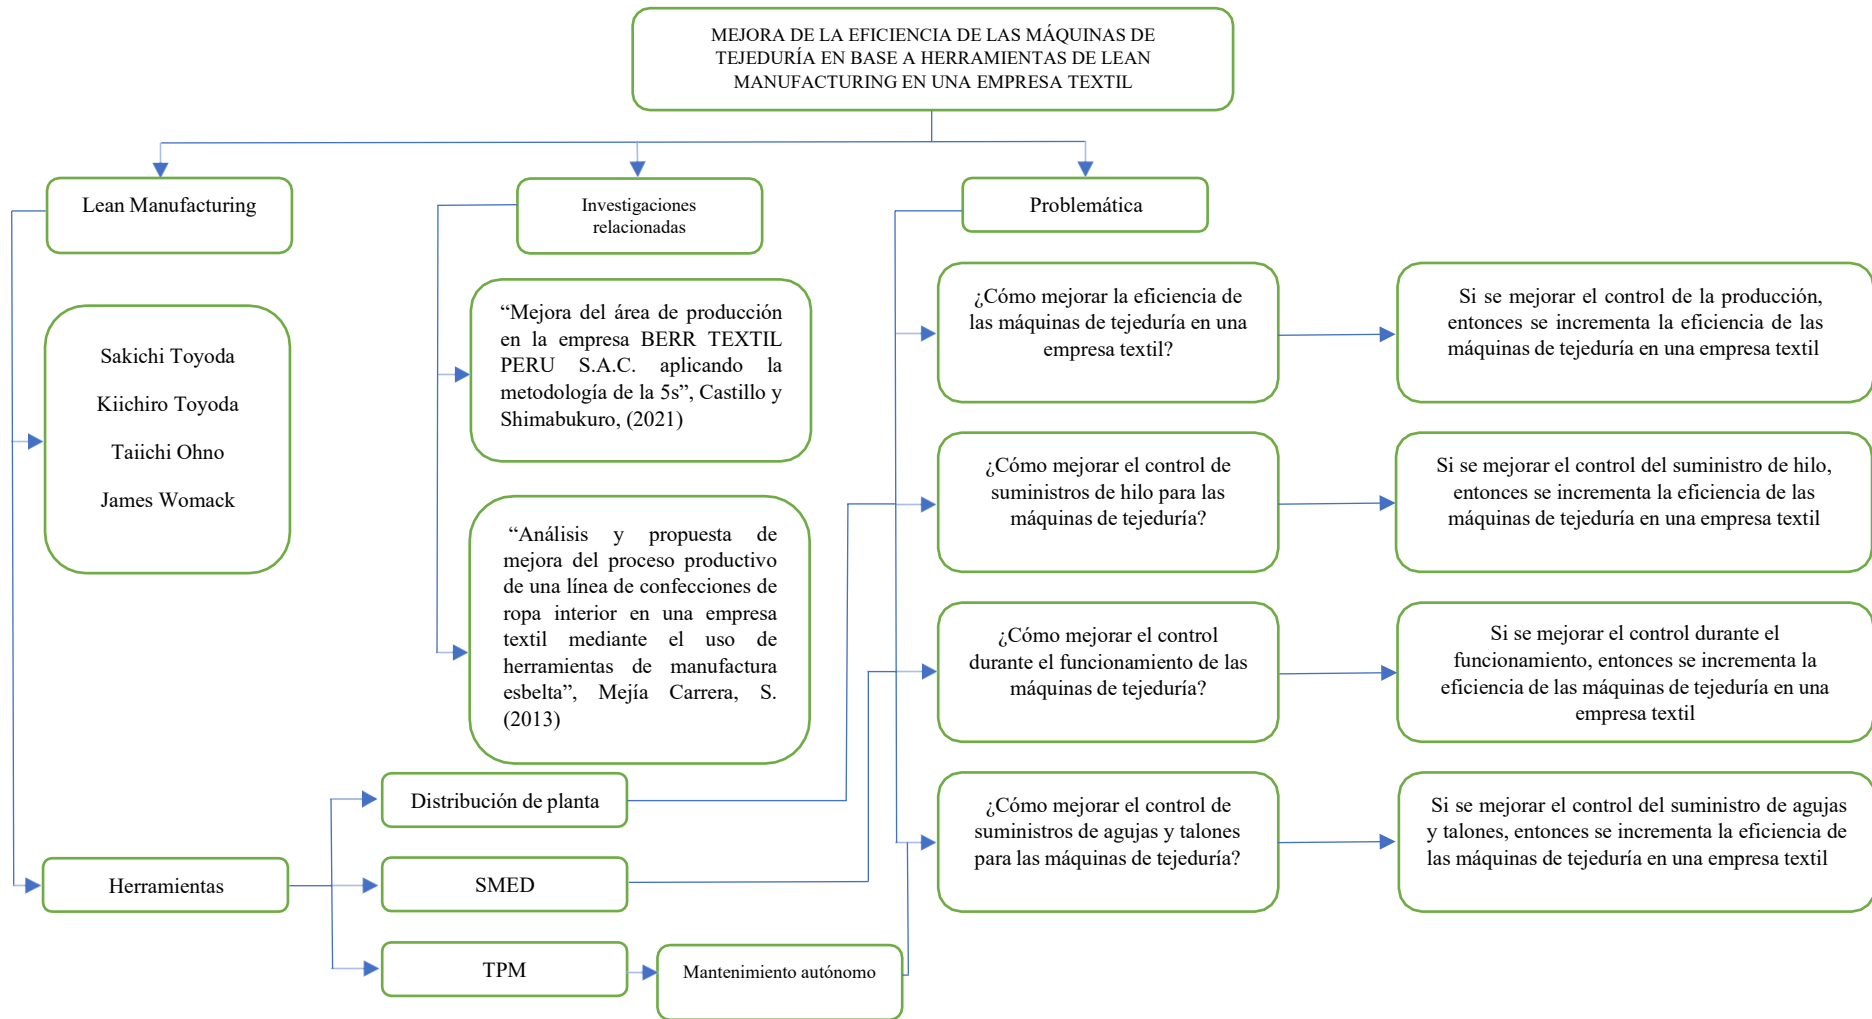 MEJORA DE LA EFICIENCIA DE LAS MÁQUINAS DE
TEJEDURÍA EN BASE A HERRAMIENTAS DE LEAN
MANUFACTURING EN UNA EMPRESA TEXTIL
Lean Manufacturing
Investigaciones
relacionadas
Problemática
Sakichi Toyoda
Kiichiro Toyoda
Taiichi Ohno
James Womack
“Mejora del área de producción
en la empresa BERR TEXTIL
PERU S.A.C. aplicando la
metodología de la 5s”, Castillo y
Shimabukuro, (2021)
“Análisis y propuesta de
mejora del proceso productivo
de una línea de confecciones de
ropa interior en una empresa
textil mediante el uso de
herramientas de manufactura
esbelta”, Mejía Carrera, S.
(2013)
¿Cómo mejorar la eficiencia de
las máquinas de tejeduría en una
empresa textil?
Si se mejorar el control de la producción,
entonces se incrementa la eficiencia de las
máquinas de tejeduría en una empresa textil
¿Cómo mejorar el control de
suministros de hilo para las
máquinas de tejeduría?
Si se mejorar el control del suministro de hilo,
entonces se incrementa la eficiencia de las
máquinas de tejeduría en una empresa textil
¿Cómo mejorar el control
durante el funcionamiento de las
máquinas de tejeduría?
Si se mejorar el control durante el
funcionamiento, entonces se incrementa la
eficiencia de las máquinas de tejeduría en una
empresa textil
¿Cómo mejorar el control de
suministros de agujas y talones
para las máquinas de tejeduría?
Si se mejorar el control del suministro de agujas
y talones, entonces se incrementa la eficiencia de
las máquinas de tejeduría en una empresa textil
Herramientas
Distribución de planta
SMED
TPM
Mantenimiento autónomo